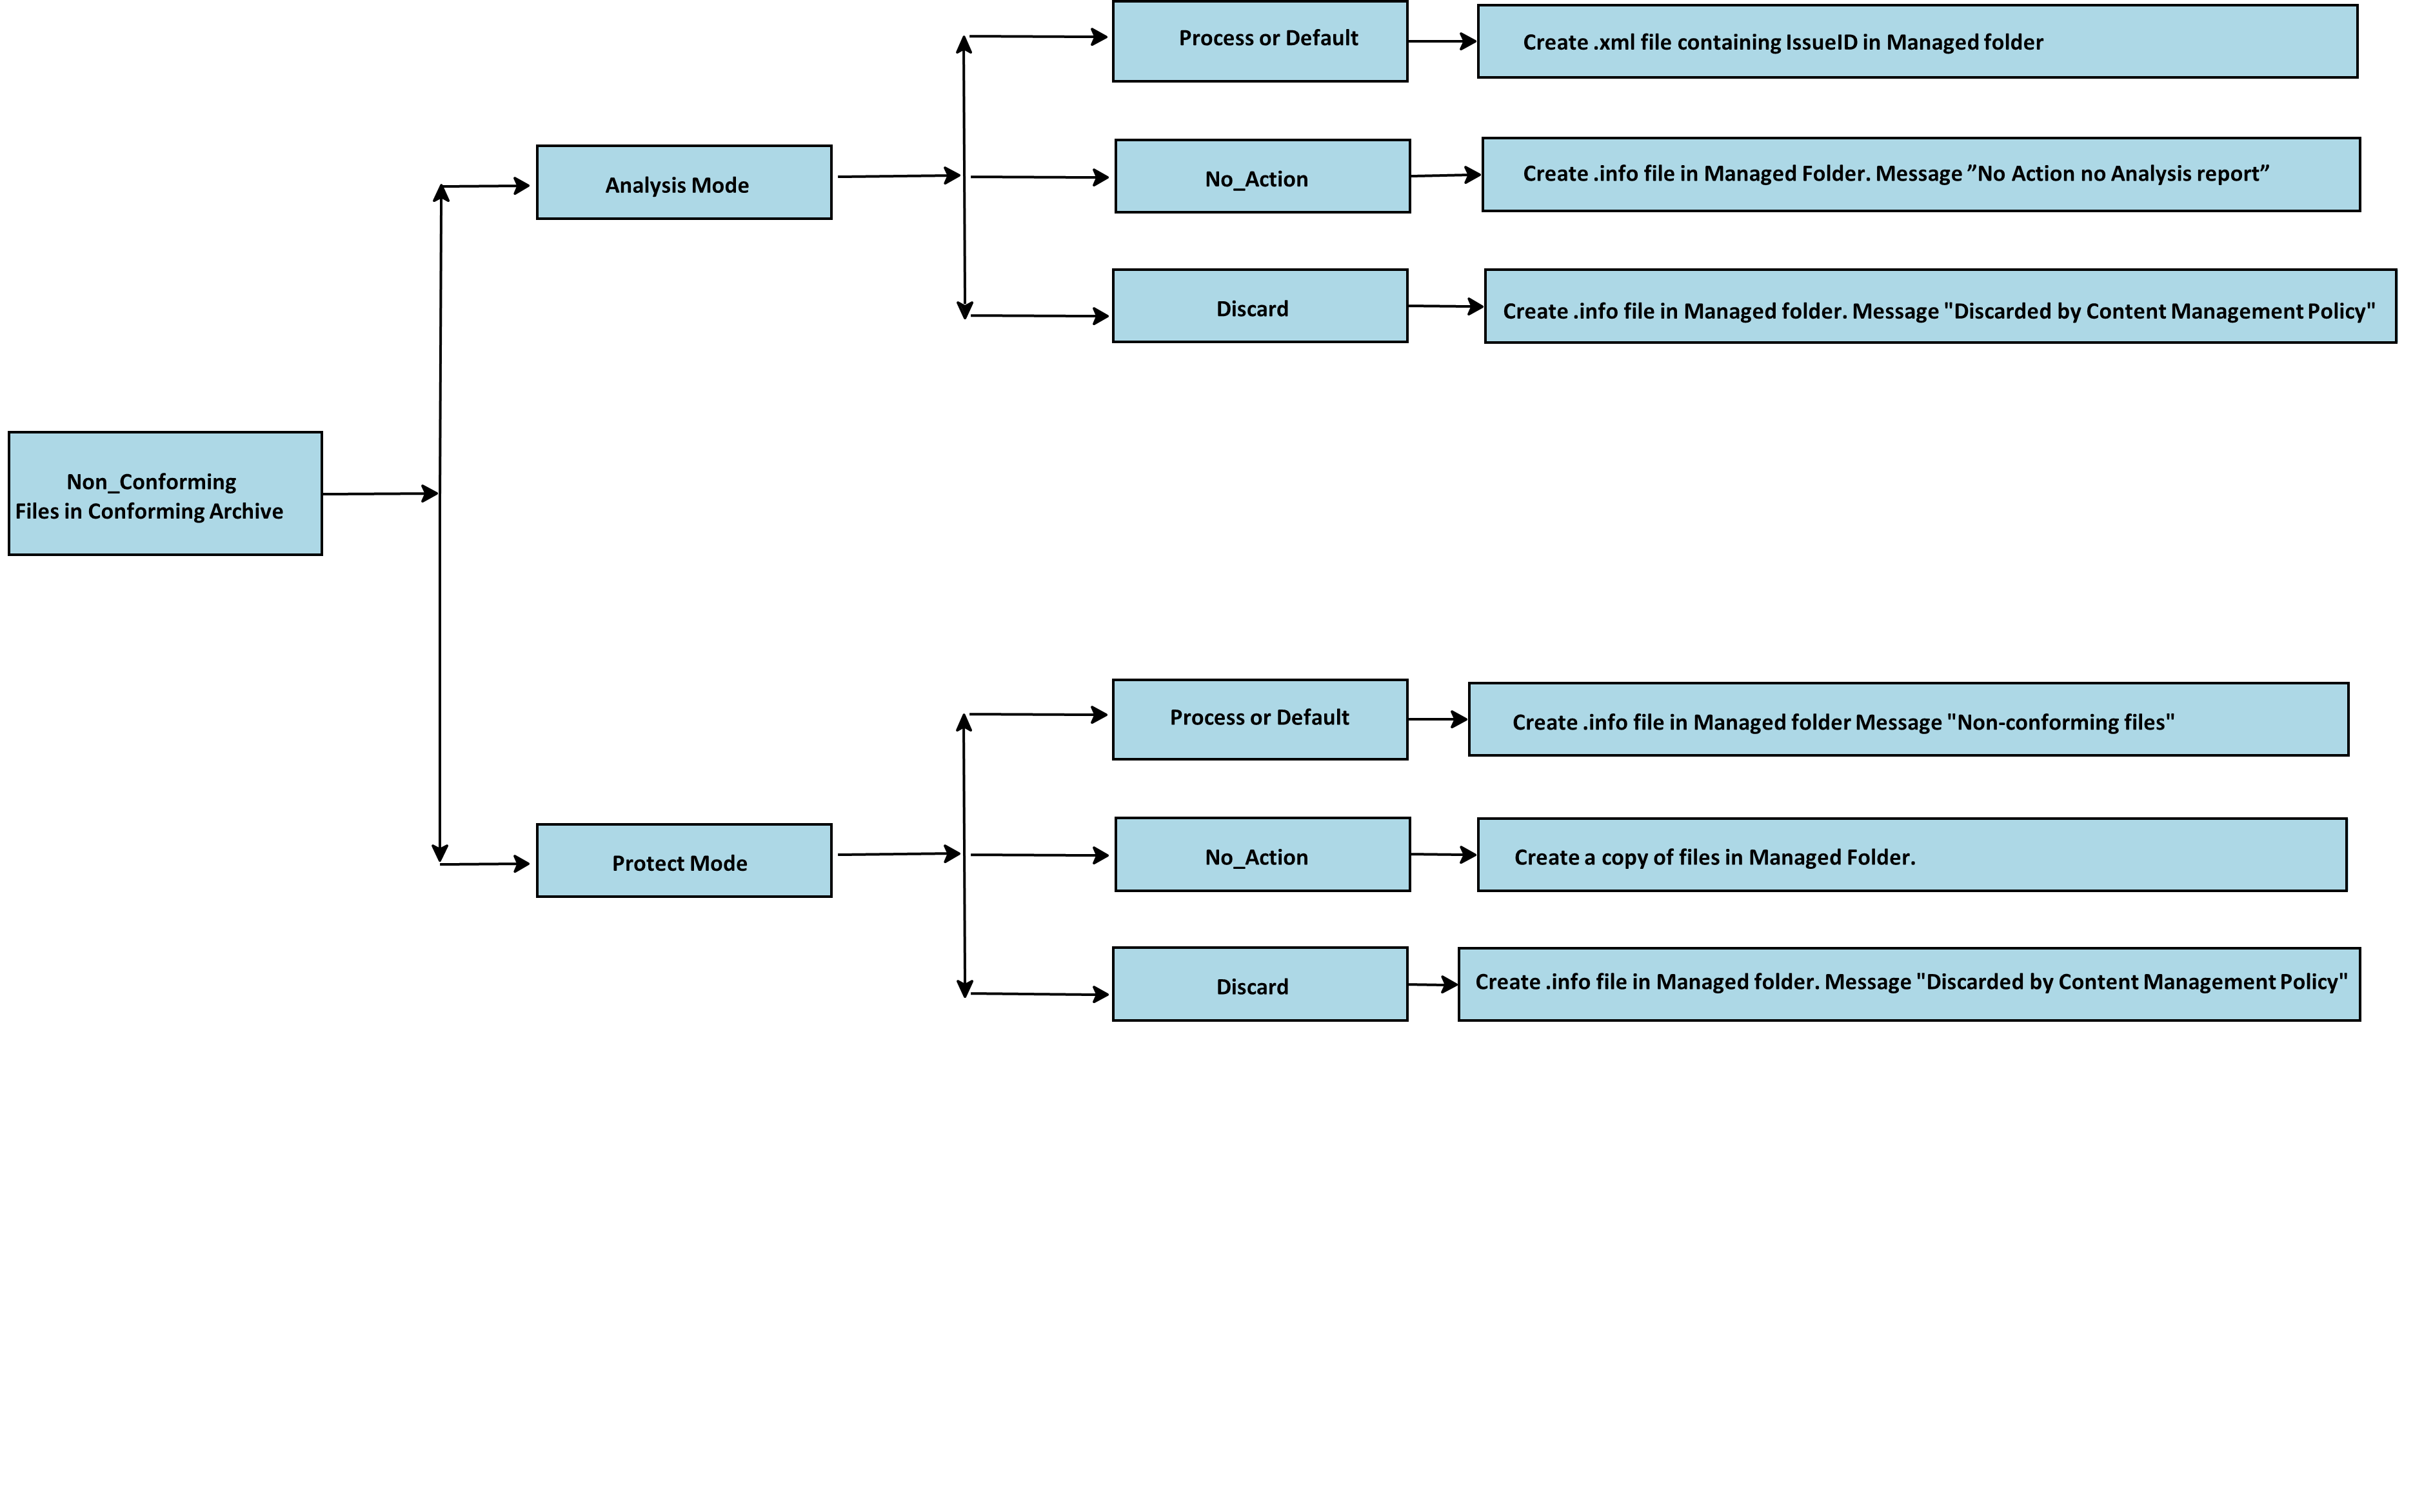 Process or Default
Create .xml file containing IssueID in Managed folder
Analysis Mode
No_Action
Create .info file in Managed Folder. Message ”No Action no Analysis report”
Discard
Create .info file in Managed folder. Message "Discarded by Content Management Policy"
Non_Conforming
Files in Conforming Archive
Process or Default
Create .info file in Managed folder Message "Non-conforming files"
Protect Mode
No_Action
Create a copy of files in Managed Folder.
Discard
Create .info file in Managed folder. Message "Discarded by Content Management Policy"